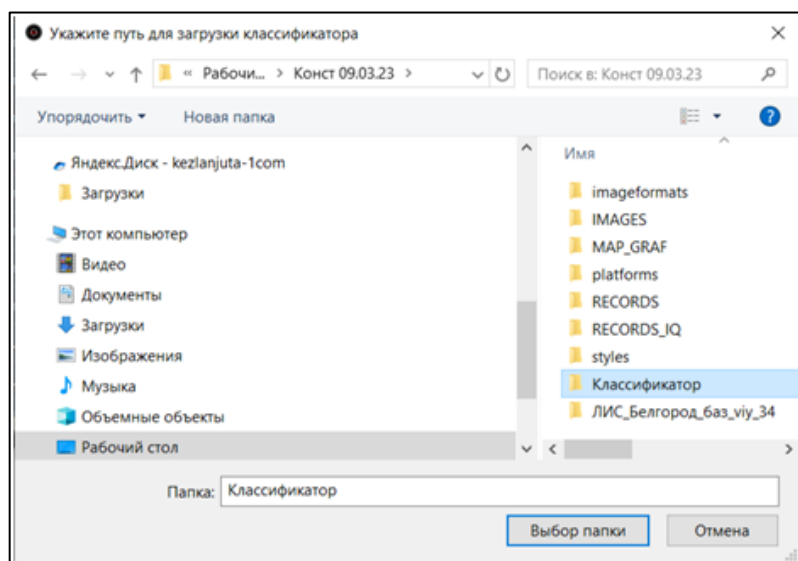 Укажите путь для загрузки классификатора
« Рабочи... > Конст 09.03.23 >
Поиск в: Конст 09.03.23
Упорядочить
Новая папка
Яндекс.Диск - kezlanjuta-1com
Загрузки
Этот компьютер
Видео
Документы
Загрузки
Изображения
Музыка
Объемные объекты
Рабочий стол
Имя
imageformats
IMAGES
MAP_GRAF
platforms
RECORDS
RECORDS_IQ
styles
Классификатор
ЛИС_Белгород_баз_viy_34
Папка: Классификатор
Выбор папки
Отмена